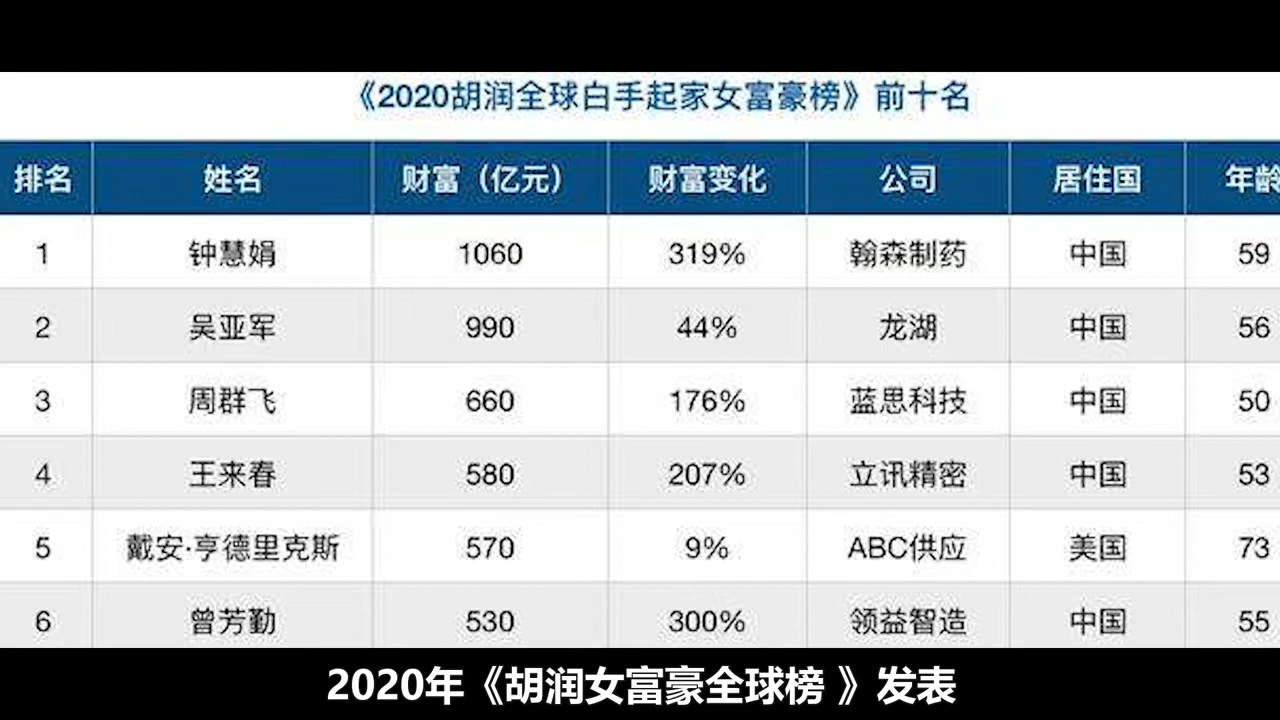 《2020胡润全球白手起家女富豪榜》前十名
排名 姓名 财富（亿元） 财富变化 公司 居住国 年龄
1 钟慧娟 1060 319% 翰森制药 中国 59
2 吴亚军 990 44% 龙湖 中国 56
3 周群飞 660 176% 蓝思科技 中国 50
4 王来春 580 207% 立讯精密 中国 53
5 戴安·亨德里克斯 570 9% ABC供应 美国 73
6 曾芳勤 530 300% 领益智造 中国 55
2020年《胡润女富豪全球榜 》发表